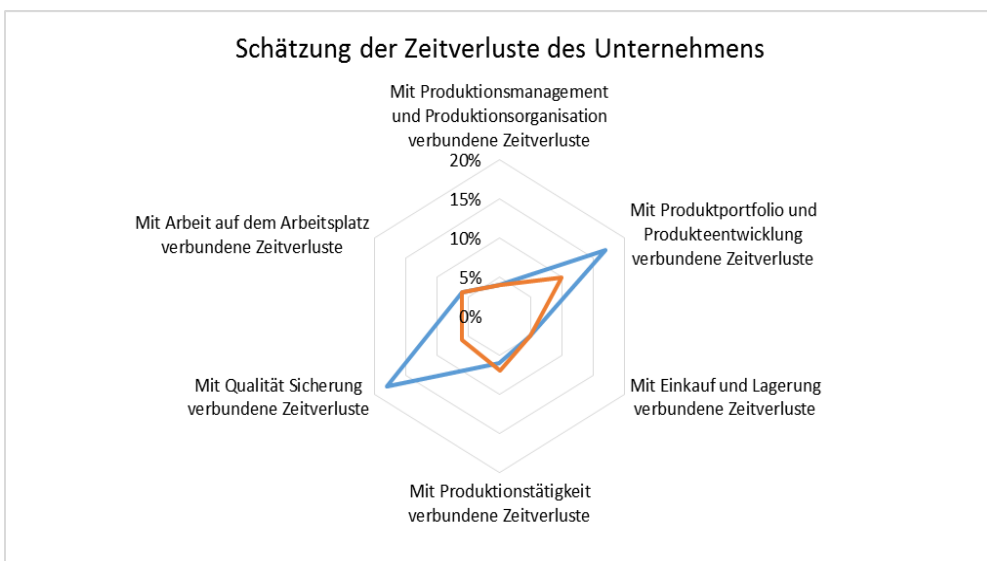 Schätzung der Zeitverluste des Unternehmens
Mit Produktionsmanagement
und Produktionsorganisation
verbundene Zeitverluste
20%
15%
10%
5%
0%
Mit Produktportfolio und
Produkteentwicklung
verbundene Zeitverluste
Mit Einkauf und Lagerung
verbundene Zeitverluste
Mit Produktionstätigkeit
verbundene Zeitverluste
Mit Qualität Sicherung
verbundene Zeitverluste
Mit Arbeit auf dem Arbeitsplatz
verbundene Zeitverluste